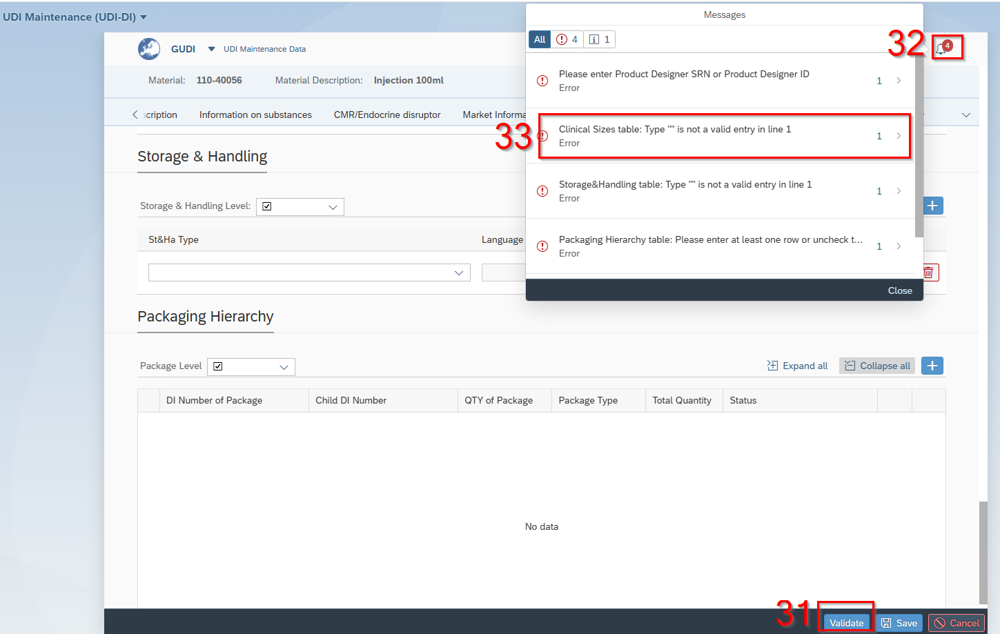 UDI Maintenance (UDI-DI)
Messages
All 4 1
32
4
GUDI UDI Maintenance Data
Material: 110-40056 Material Description: Injection 100ml
Please enter Product Designer SRN or Product Designer ID
Error
1
scription Information on substances CMR/Endocrine disruptor Market Informa
33
Clinical Sizes table: Type "" is not a valid entry in line 1
Error
1
Storage & Handling
Storage&Handling table: Type "" is not a valid entry in line 1
Error
1
Storage & Handling Level:
St&Ha Type Language
Packaging Hierarchy table: Please enter at least one row or uncheck t...
Error
1
Close
Packaging Hierarchy
Package Level Expand all Collapse all
DI Number of Package Child DI Number QTY of Package Package Type Total Quantity Status
No data
31
Validate Save Cancel